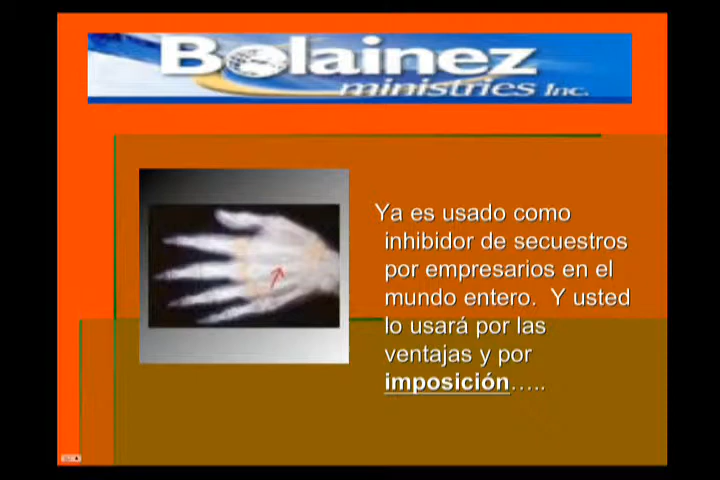 Bolainez
ministries Inc.
Ya es usado como
inhibidor de secuestros
por empresarios en el
mundo entero. Y usted
lo usará por las
ventajas y por
imposición…..